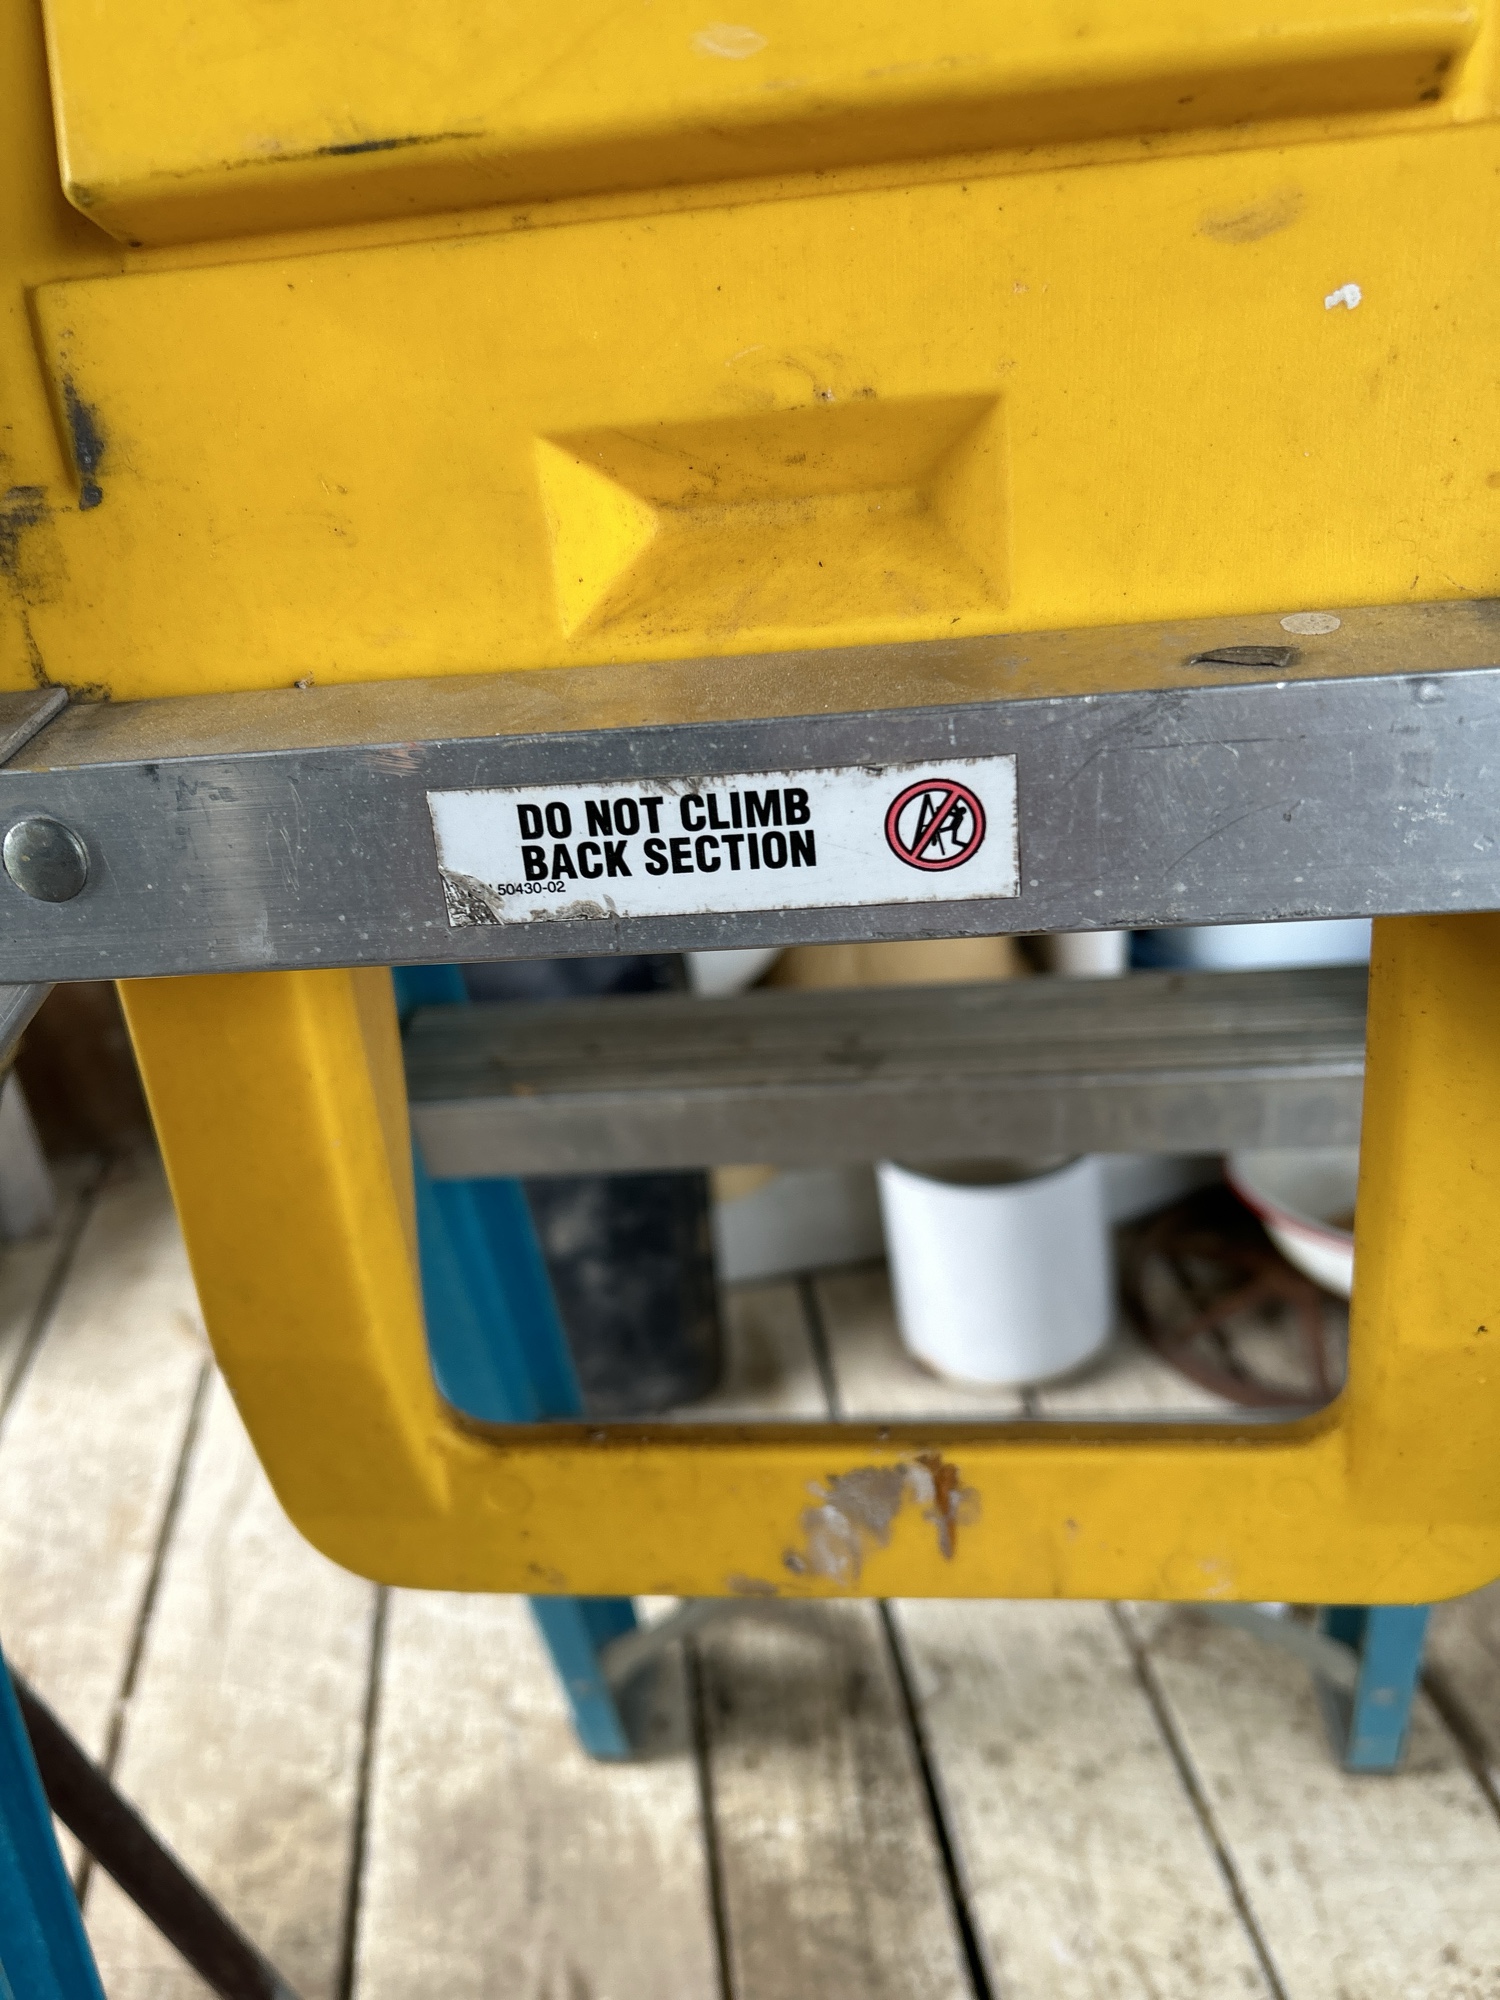 DO NOT CLIMB
BACK SECTION
50430-02